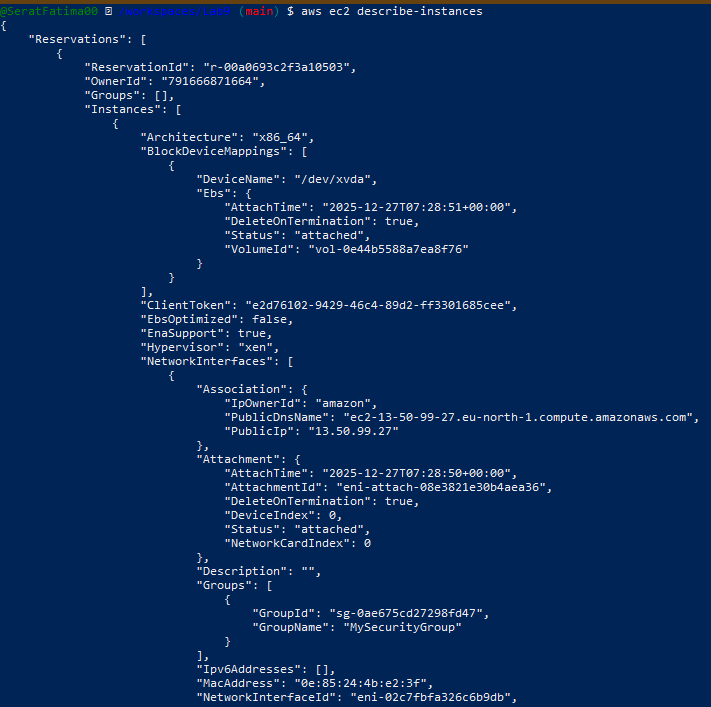 @SeratFatima00 (main) $ aws ec2 describe-instances
{
    "Reservations": [
        {
            "ReservationId": "r-00a0693c2f3a10503",
            "OwnerId": "791666871664",
            "Groups": [],
            "Instances": [
                {
                    "Architecture": "x86_64",
                    "BlockDeviceMappings": [
                        {
                            "DeviceName": "/dev/xvda",
                            "Ebs": {
                                "AttachTime": "2025-12-27T07:28:51+00:00",
                                "DeleteOnTermination": true,
                                "Status": "attached",
                                "VolumeId": "vol-0e44b5588a7ea8f76"
                            }
                        }
                    ],
                    "ClientToken": "e2d76102-9429-46c4-89d2-ff3301685cee",
                    "EbsOptimized": false,
                    "EnaSupport": true,
                    "Hypervisor": "xen",
                    "NetworkInterfaces": [
                        {
                            "Association": {
                                "IpOwnerId": "amazon",
                                "PublicDnsName": "ec2-13-50-99-27.eu-north-1.compute.amazonaws.com",
                                "PublicIp": "13.50.99.27"
                            },
                            "Attachment": {
                                "AttachTime": "2025-12-27T07:28:50+00:00",
                                "AttachmentId": "eni-attach-08e3821e30b4aea36",
                                "DeleteOnTermination": true,
                                "DeviceIndex": 0,
                                "Status": "attached",
                                "NetworkCardIndex": 0
                            },
                            "Description": "",
                            "Groups": [
                                {
                                    "GroupId": "sg-0ae675cd27298fd47",
                                    "GroupName": "MySecurityGroup"
                                }
                            ],
                            "Ipv6Addresses": [],
                            "MacAddress": "0e:85:24:4b:e2:3f",
                            "NetworkInterfaceId": "eni-02c7fbfa326c6b9db",